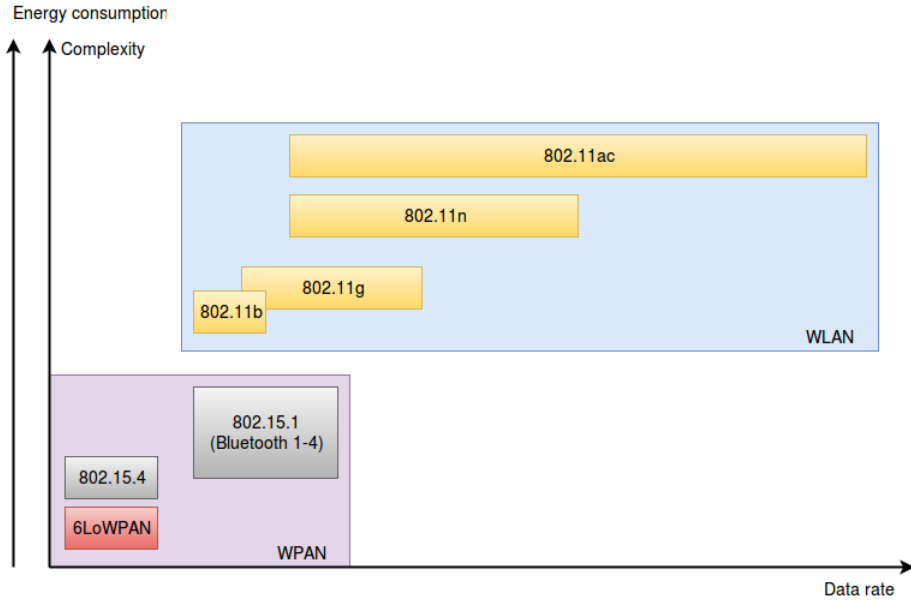 Energy consumption
Complexity
802.11ac
802.11n
802.11g
802.11b
WLAN
802.15.1
(Bluetooth 1-4)
802.15.4
6LoWPAN
WPAN
Data rate